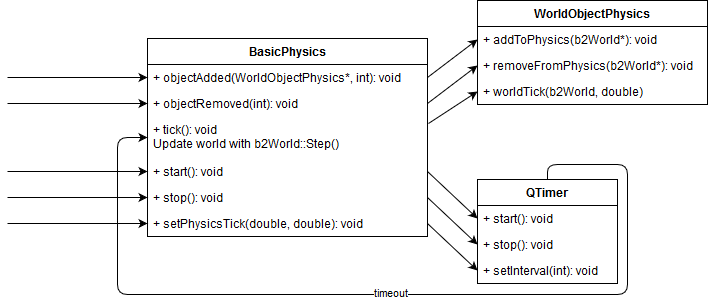 BasicPhysics
+ objectAdded(WorldObjectPhysics*, int): void
+ objectRemoved(int): void
+ tick(): void
Update world with b2World::Step()
+ start(): void
+ stop(): void
+ setPhysicsTick(double, double): void
WorldObjectPhysics
+ addToPhysics(b2World*): void
+ removeFromPhysics(b2World*): void
+ worldTick(b2World, double)
QTimer
+ start(): void
+ stop(): void
+ setInterval(int): void
timeout